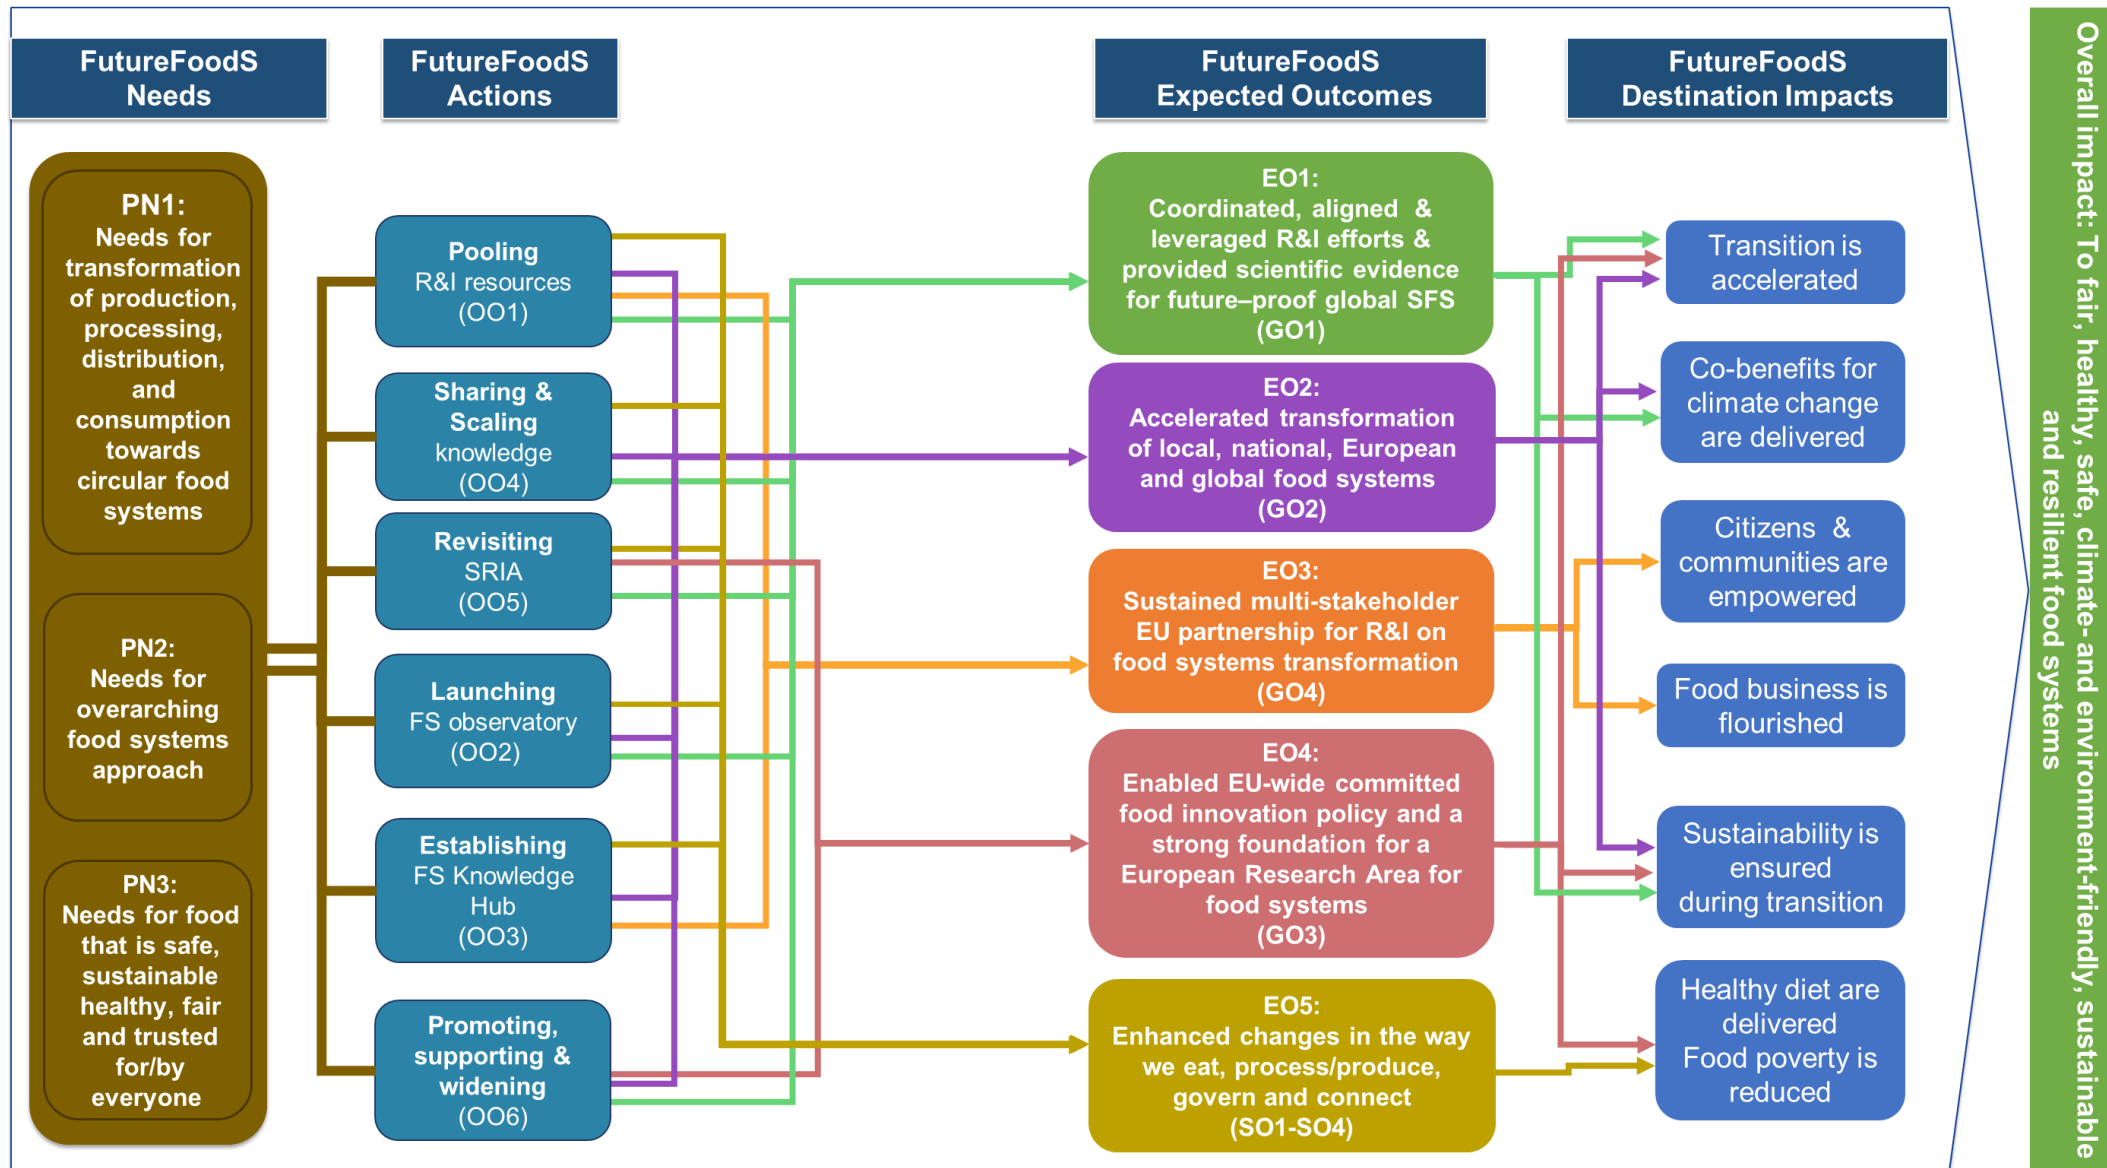 FutureFoodS
Needs
FutureFoodS
Actions
FutureFoodS
Expected Outcomes
FutureFoodS
Destination Impacts
PN1:
Needs for
transformation
of production,
processing,
distribution,
and
consumption
towards
circular food
systems
PN2:
Needs for
overarching
food systems
approach
PN3:
Needs for food
that is safe,
sustainable
healthy, fair
and trusted
for/by
everyone
Pooling
R&I resources
(OO1)
Sharing &
Scaling
knowledge
(OO4)
Revisiting
SRIA
(OO5)
Launching
FS observatory
(OO2)
Establishing
FS Knowledge
Hub
(OO3)
Promoting,
supporting &
widening
(OO6)
EO1:
Coordinated, aligned &
leveraged R&I efforts &
provided scientific evidence
for future–proof global SFS
(GO1)
EO2:
Accelerated transformation
of local, national, European
and global food systems
(GO2)
EO3:
Sustained multi-stakeholder
EU partnership for R&I on
food systems transformation
(GO4)
EO4:
Enabled EU-wide committed
food innovation policy and a
strong foundation for a
European Research Area for
food systems
(GO3)
EO5:
Enhanced changes in the way
we eat, process/produce,
govern and connect
(SO1-SO4)
Transition is
accelerated
Co-benefits for
climate change
are delivered
Citizens &
communities are
empowered
Food business is
flourished
Sustainability is
ensured
during transition
Healthy diet are
delivered
Food poverty is
reduced
Overall impact: To fair, healthy, safe, climate- and environment-friendly, sustainable
and resilient food systems